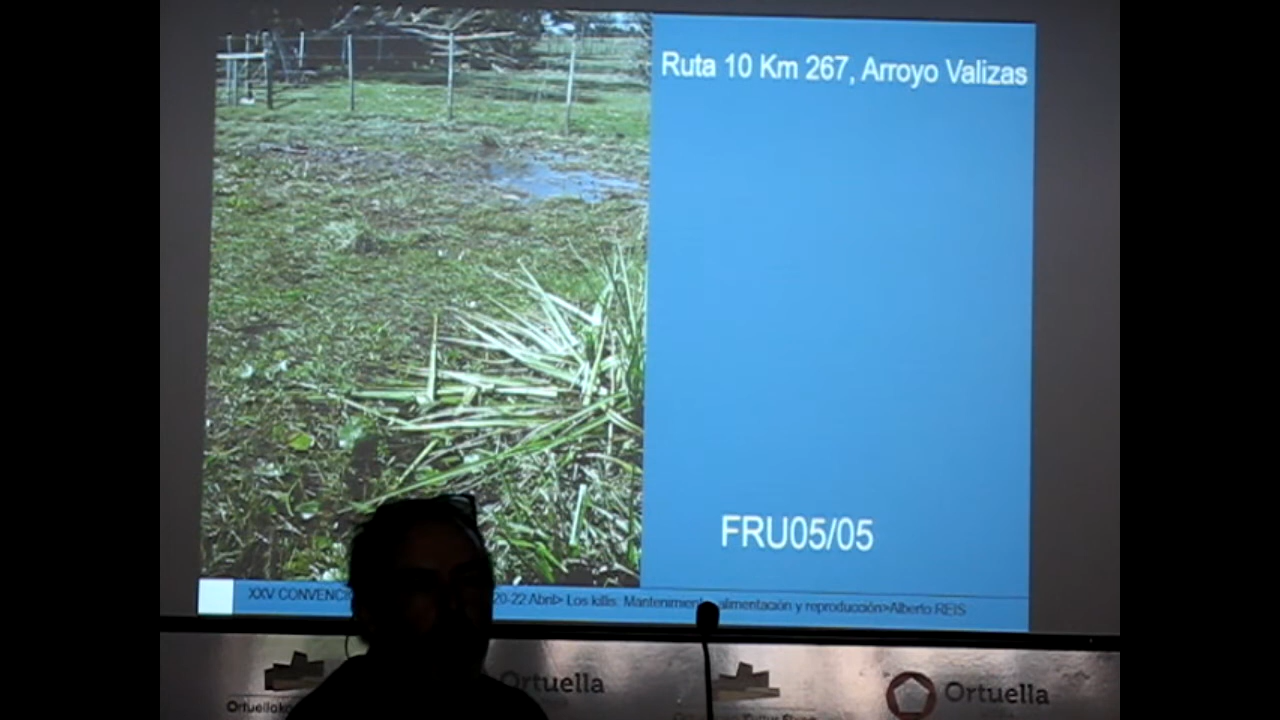 Ruta 10 Km 267, Arroyo Valizas
FRU05/05
XXV 20-22 Abril> Los killis. Mantenimiento, alimentación y reproducción>Alberto REIS
Ortuella
Ortuella